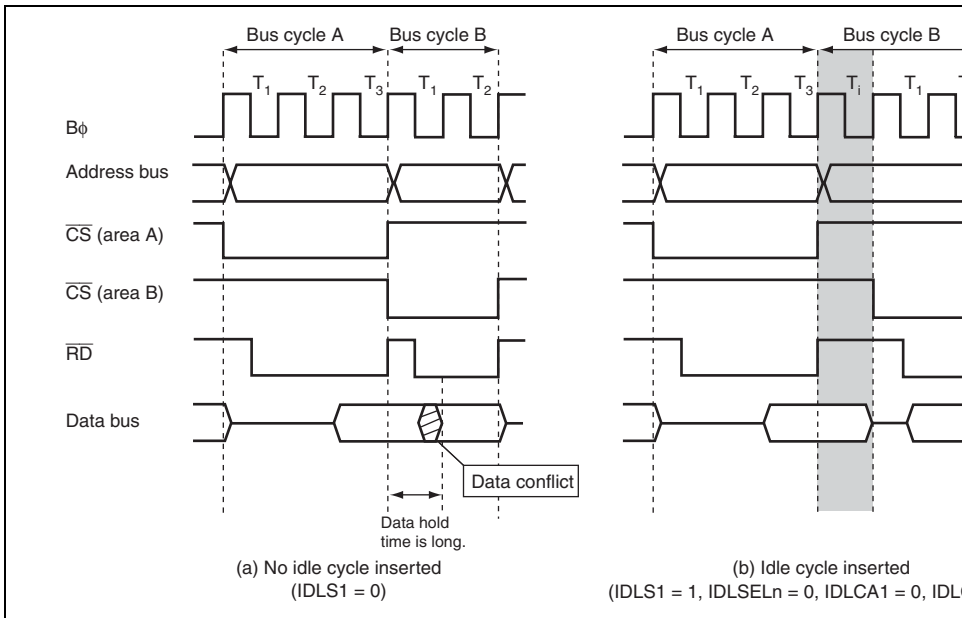 Bus cycle A
Bus cycle B
T1 T2 T3 T1 T2
Bφ
Address bus
CS (area A)
CS (area B)
RD
Data bus
Data conflict
Data hold
time is long.
(a) No idle cycle inserted
(IDLS1 = 0)
Bus cycle A
Bus cycle B
T1 T2 T3 Ti T1
(b) Idle cycle inserted
(IDLS1 = 1, IDLSELn = 0, IDLCA1 = 0,